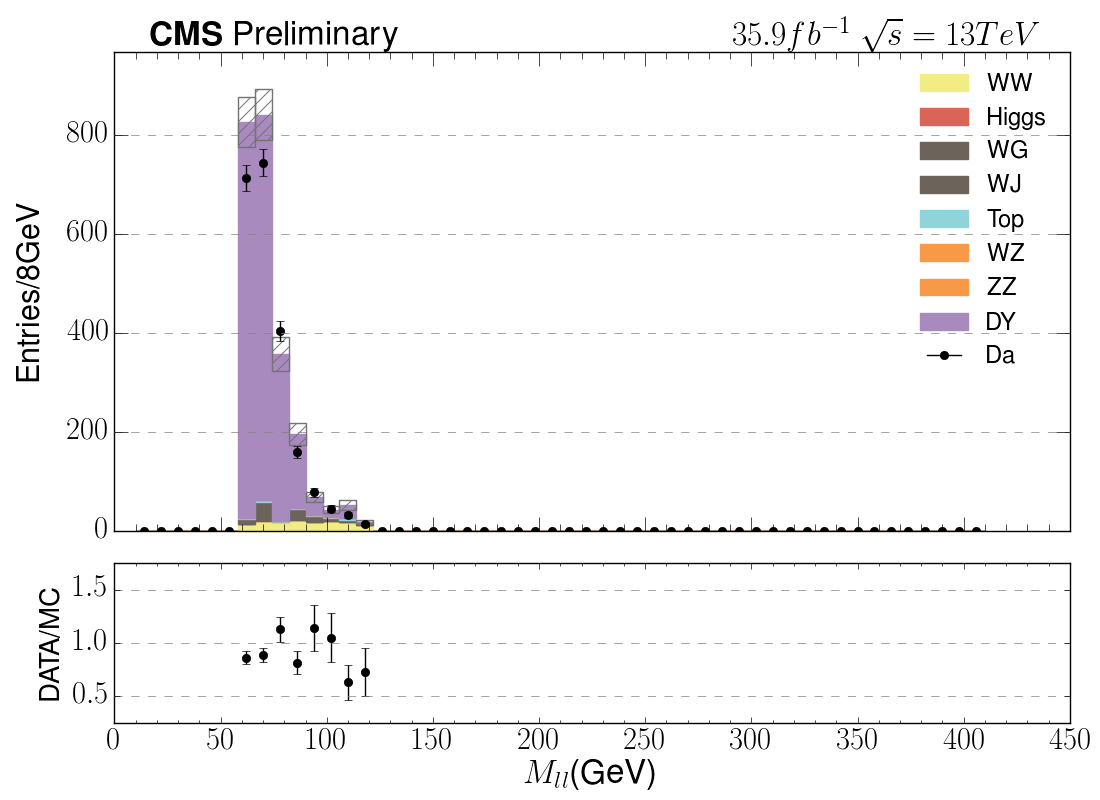 CMS Preliminary 35.9fb⁻¹ √s = 13TeV
WW
Higgs
WG
WJ
Top
WZ
ZZ
DY
Da
Entries/8GeV
800
600
400
200
0
DATA/MC
1.5
1.0
0.5
0 50 100 150 200 250 300 350 400 450
M_ll(GeV)